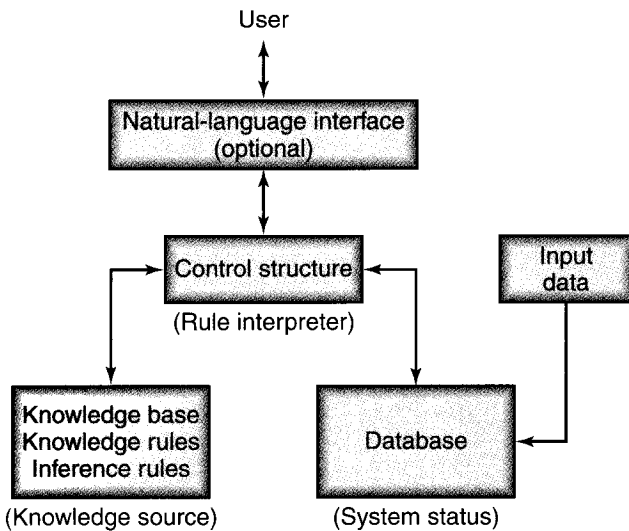 User
Natural-language interface
(optional)
Control structure
(Rule interpreter)
Input
data
Knowledge base
Knowledge rules
Inference rules
(Knowledge source)
Database
(System status)